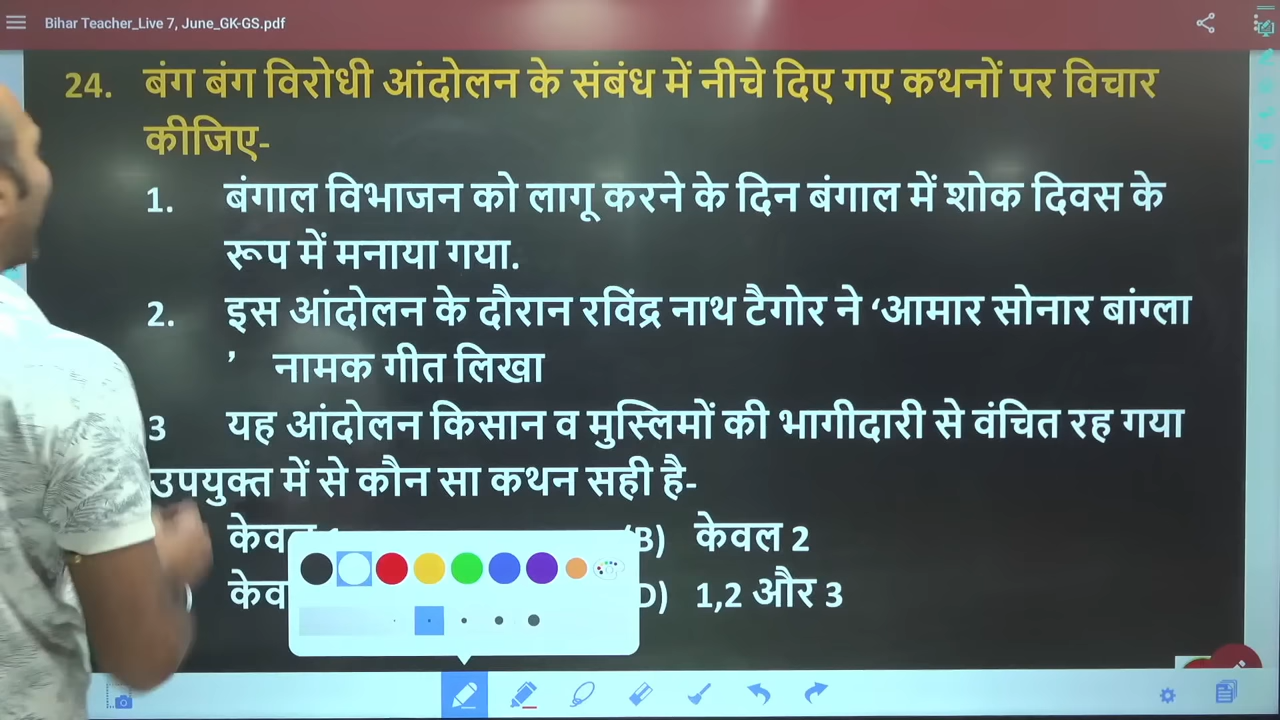 Bihar Teacher_Live 7, June_GK-GS.pdf
24. बंग बंग विरोधी आंदोलन के संबंध में नीचे दिए गए कथनों पर विचार
कीजिए-
1. बंगाल विभाजन को लागू करने के दिन बंगाल में शोक दिवस के
रूप में मनाया गया.
2. इस आंदोलन के दौरान रविंद्र नाथ टैगोर ने ‘आमार सोनार बांग्ला
’ नामक गीत लिखा
3 यह आंदोलन किसान व मुस्लिमों की भागीदारी से वंचित रह गया
उपयुक्त में से कौन सा कथन सही है-
(B) केवल 2
D) 1,2 और 3